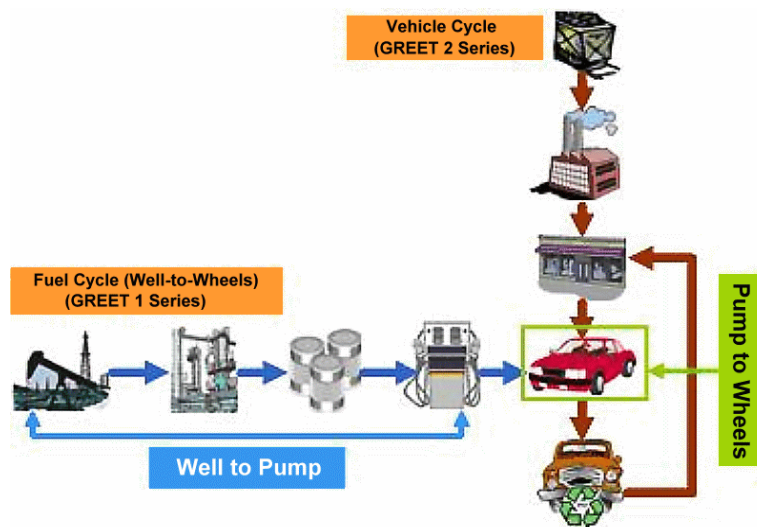 Vehicle Cycle
(GREET 2 Series)
Fuel Cycle (Well-to-Wheels)
(GREET 1 Series)
Pump to Wheels
Well to Pump